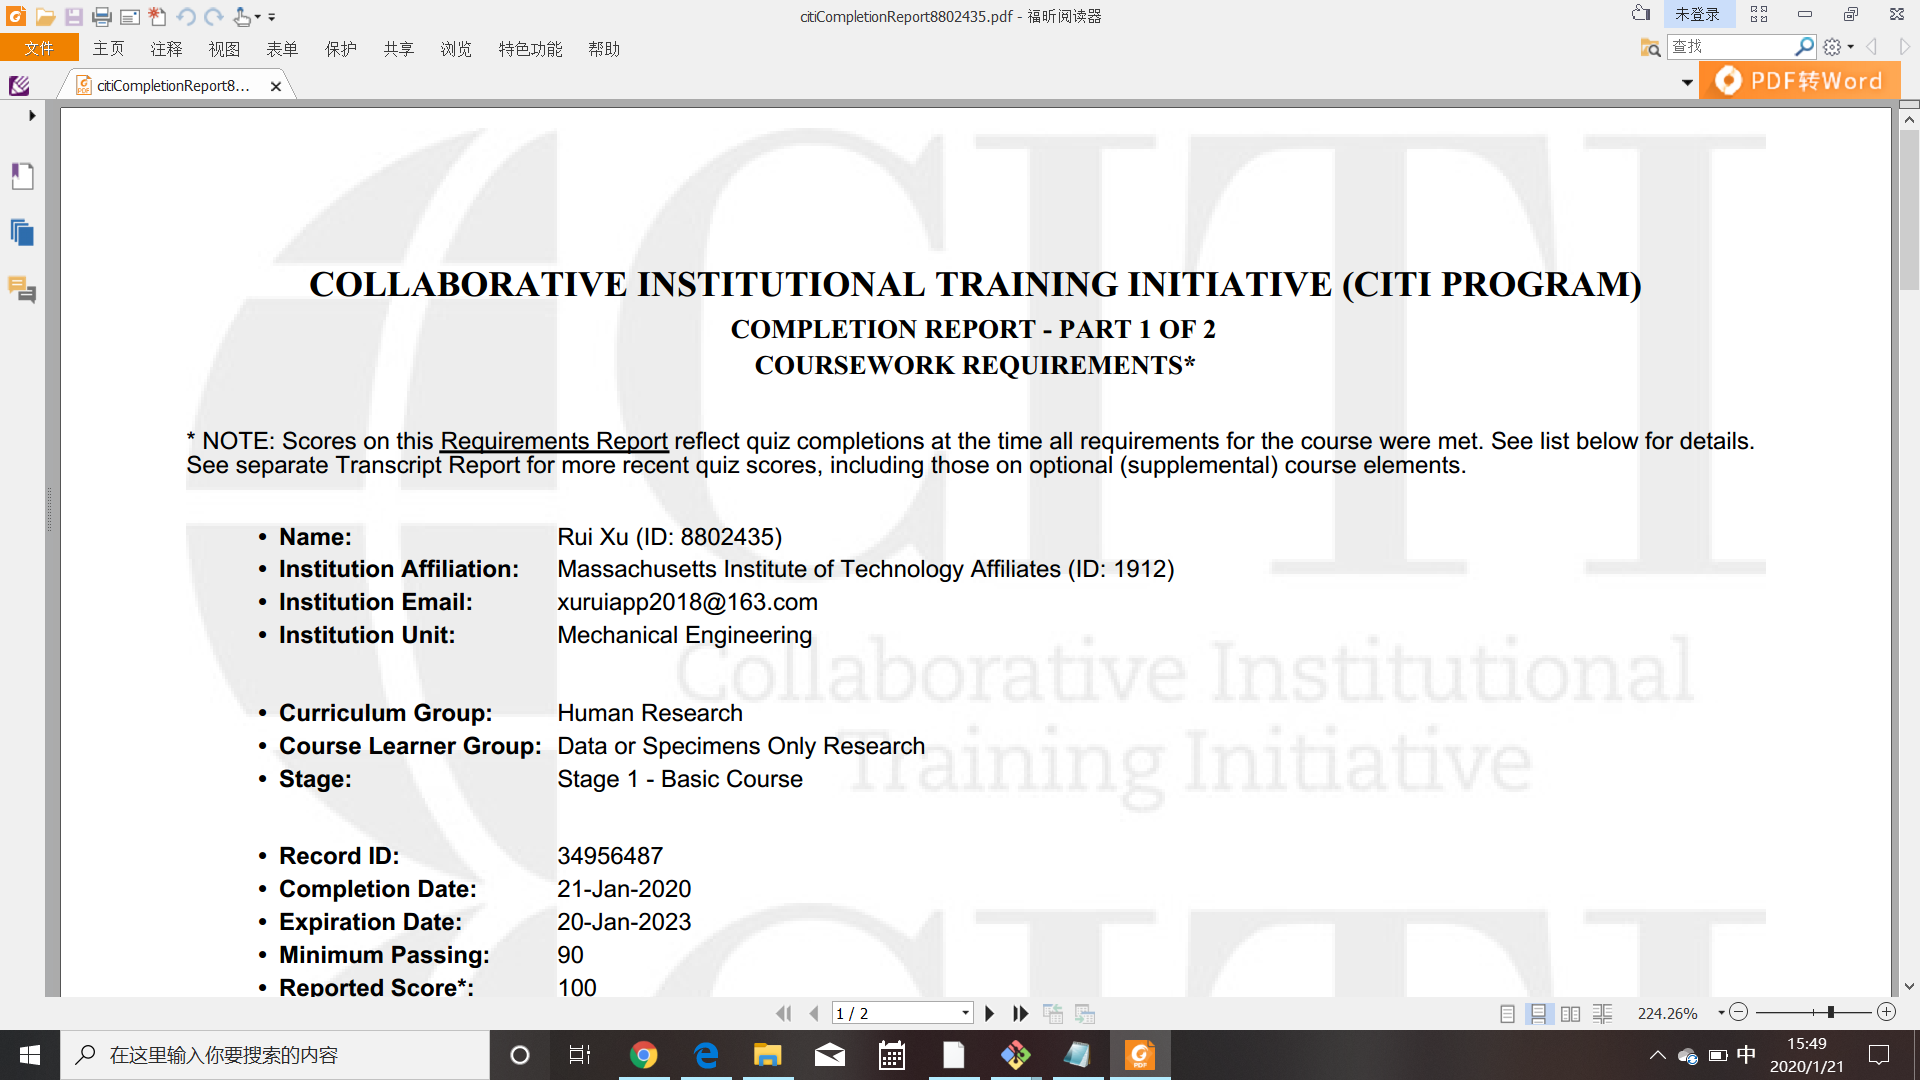 citiCompletionReport8802435.pdf - 福昕阅读器
未登录
文件 主页 注释 视图 表单 保护 共享 浏览 特色功能 帮助
查找
citiCompletionReport8...
PDF转Word
CITI
COLLABORATIVE INSTITUTIONAL TRAINING INITIATIVE (CITI PROGRAM)
COMPLETION REPORT - PART 1 OF 2
COURSEWORK REQUIREMENTS*
* NOTE: Scores on this Requirements Report reflect quiz completions at the time all requirements for the course were met. See list below for details.
See separate Transcript Report for more recent quiz scores, including those on optional (supplemental) course elements.
• Name: Rui Xu (ID: 8802435)
• Institution Affiliation: Massachusetts Institute of Technology Affiliates (ID: 1912)
• Institution Email: xuruiapp2018@163.com
• Institution Unit: Mechanical Engineering
Collaborative Institutional
Training Initiative
• Curriculum Group: Human Research
• Course Learner Group: Data or Specimens Only Research
• Stage: Stage 1 - Basic Course
• Record ID: 34956487
• Completion Date: 21-Jan-2020
• Expiration Date: 20-Jan-2023
• Minimum Passing: 90
• Reported Score*: 100
CITI
1 / 2
224.26%
在这里输入你要搜索的内容
中
15:49
2020/1/21